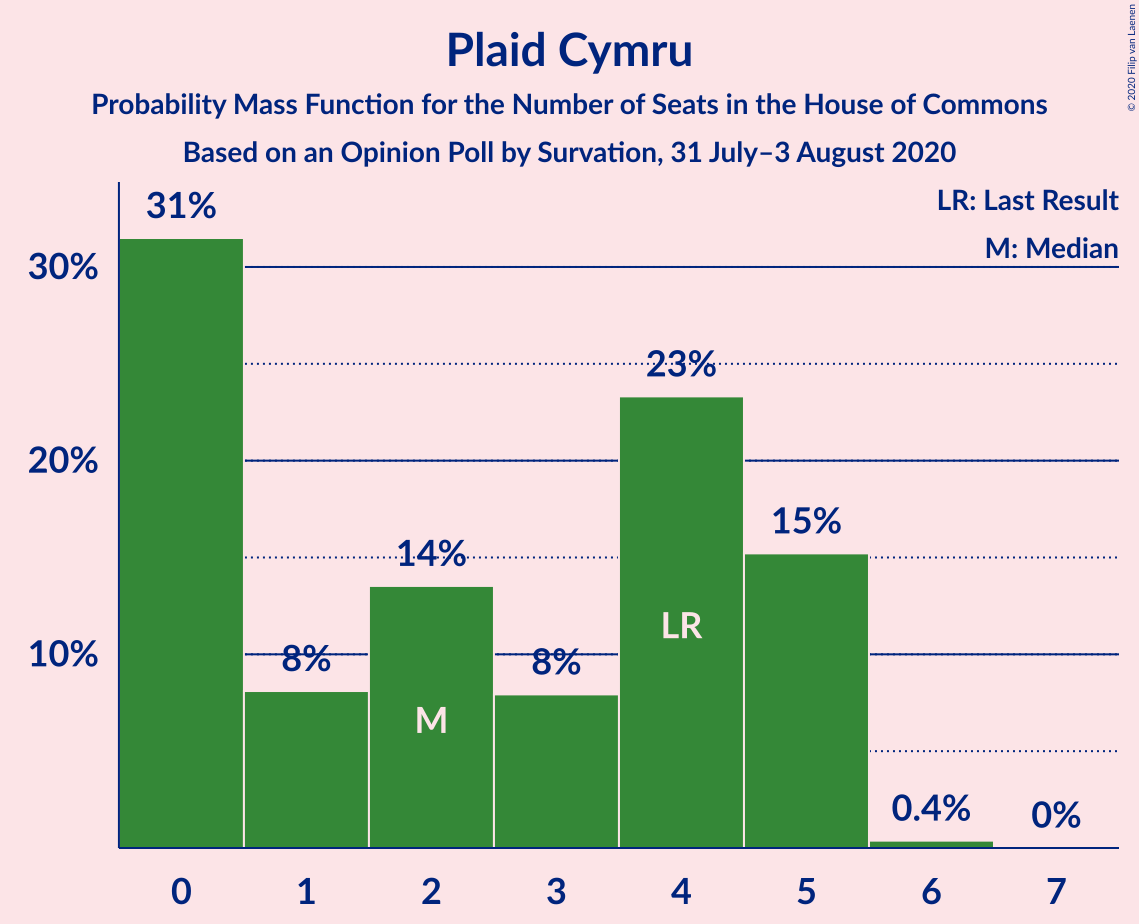 Plaid Cymru
Probability Mass Function for the Number of Seats in the House of Commons
Based on an Opinion Poll by Survation, 31 July–3 August 2020
© 2020 Filip van Laenen
LR: Last Result
M: Median
31%
30%
23%
20%
15%
14%
10%
8%
8%
LR
M
0.4%
0%
0 1 2 3 4 5 6 7